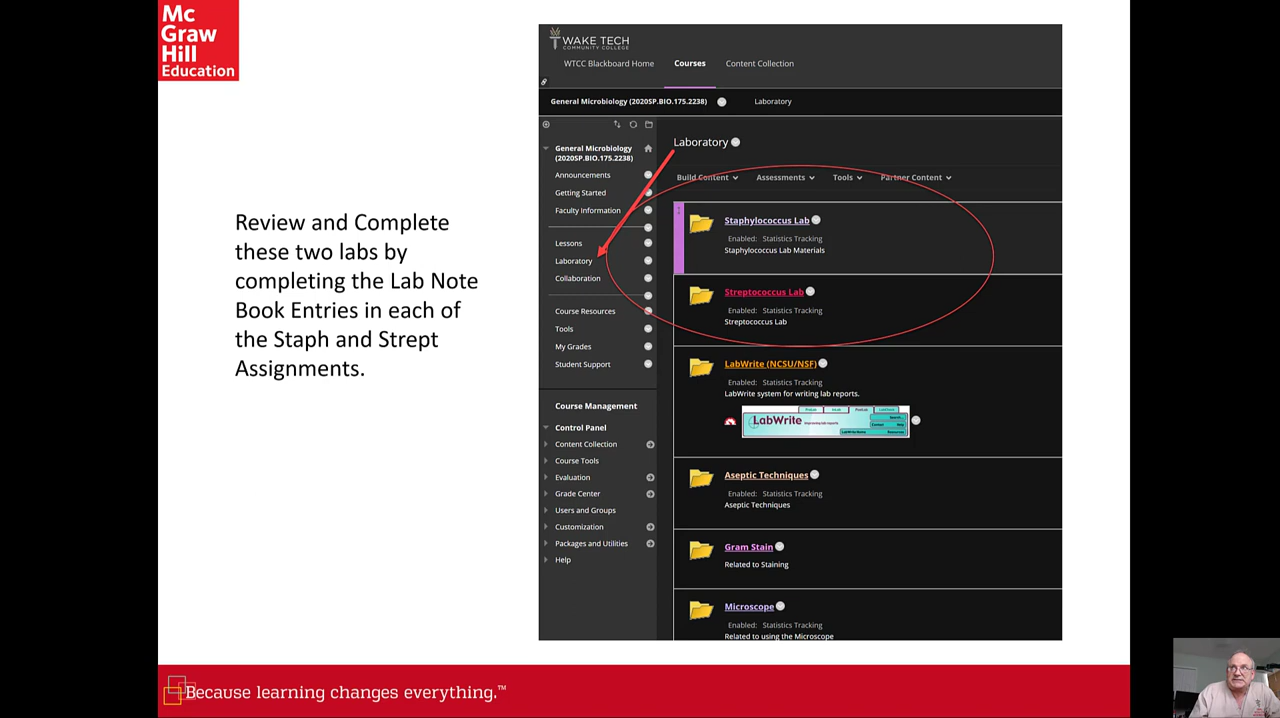 Mc
Graw
Hill
Education
Review and Complete
these two labs by
completing the Lab Note
Book Entries in each of
the Staph and Strept
Assignments.
WAKE TECH
COMMUNITY COLLEGE
WTCC Blackboard Home
Courses
Content Collection
General Microbiology (2020SP.BIO.175.2238)
Laboratory
General Microbiology
(2020SP.BIO.175.2238)
Announcements
Getting Started
Faculty Information
Lessons
Laboratory
Collaboration
Course Resources
Tools
My Grades
Student Support
Course Management
Control Panel
Content Collection
Course Tools
Evaluation
Grade Center
Users and Groups
Customization
Packages and Utilities
Help
Laboratory
Build Content
Assessments
Tools
Partner Content
Staphylococcus Lab
Enabled: Statistics Tracking
Staphylococcus Lab Materials
Streptococcus Lab
Enabled: Statistics Tracking
Streptococcus Lab
LabWrite (NCSU/NSF)
Enabled: Statistics Tracking
LabWrite system for writing lab reports.
LabWrite
Aseptic Techniques
Enabled: Statistics Tracking
Aseptic Techniques
Gram Stain
Related to Staining
Microscope
Enabled: Statistics Tracking
Related to using the Microscope
Because learning changes everything.™